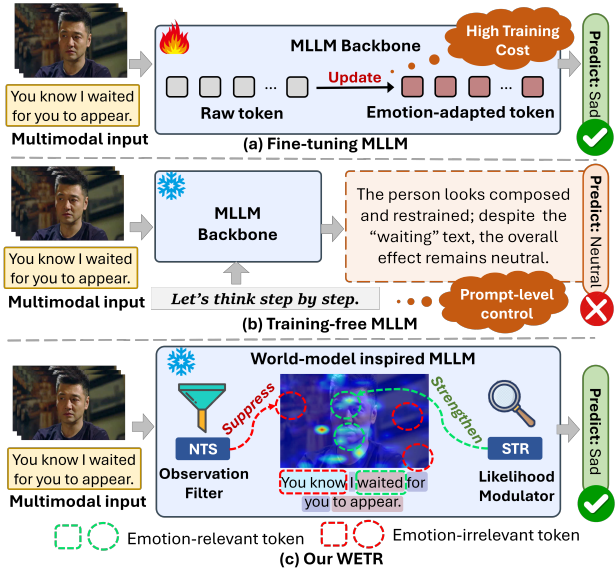 MLLM Backbone
High Training
Cost
You know I waited
for you to appear.
Multimodal input
Raw token
Update
Emotion-adapted token
Predict: Sad
(a) Fine-tuning MLLM
MLLM
Backbone
The person looks composed
and restrained; despite the
“waiting” text, the overall
effect remains neutral.
Predict: Neutral
You know I waited
for you to appear.
Multimodal input
Let’s think step by step.
Prompt-level
control
(b) Training-free MLLM
World-model inspired MLLM
Suppress
Strengthen
NTS
Observation
Filter
STR
Likelihood
Modulator
You know I waited for
you to appear.
Predict: Sad
You know I waited
for you to appear.
Multimodal input
Emotion-relevant token
Emotion-irrelevant token
(c) Our WETR